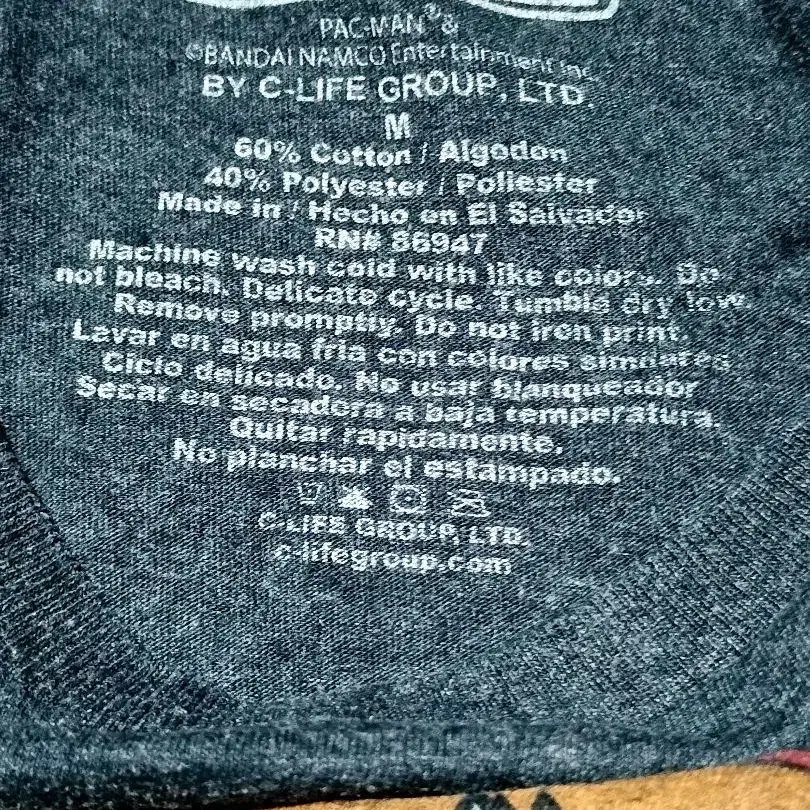 PAC-MAN® &
©BANDAI NAMCO Entertainment Inc.
BY C-LIFE GROUP, LTD.
M
60% Cotton / Algodon
40% Polyester / Poliester
Made in / Hecho en El Salvador
RN# 86947
Machine wash cold with like colors. Do
not bleach. Delicate cycle. Tumble dry low.
Remove promptly. Do not iron print.
Lavar en agua fria con colores similares
Ciclo delicado. No usar blanqueador
Secar en secadora a baja temperatura.
Quitar rapidamente.
No planchar el estampado.
C-LIFE GROUP, LTD.
c-lifegroup.com